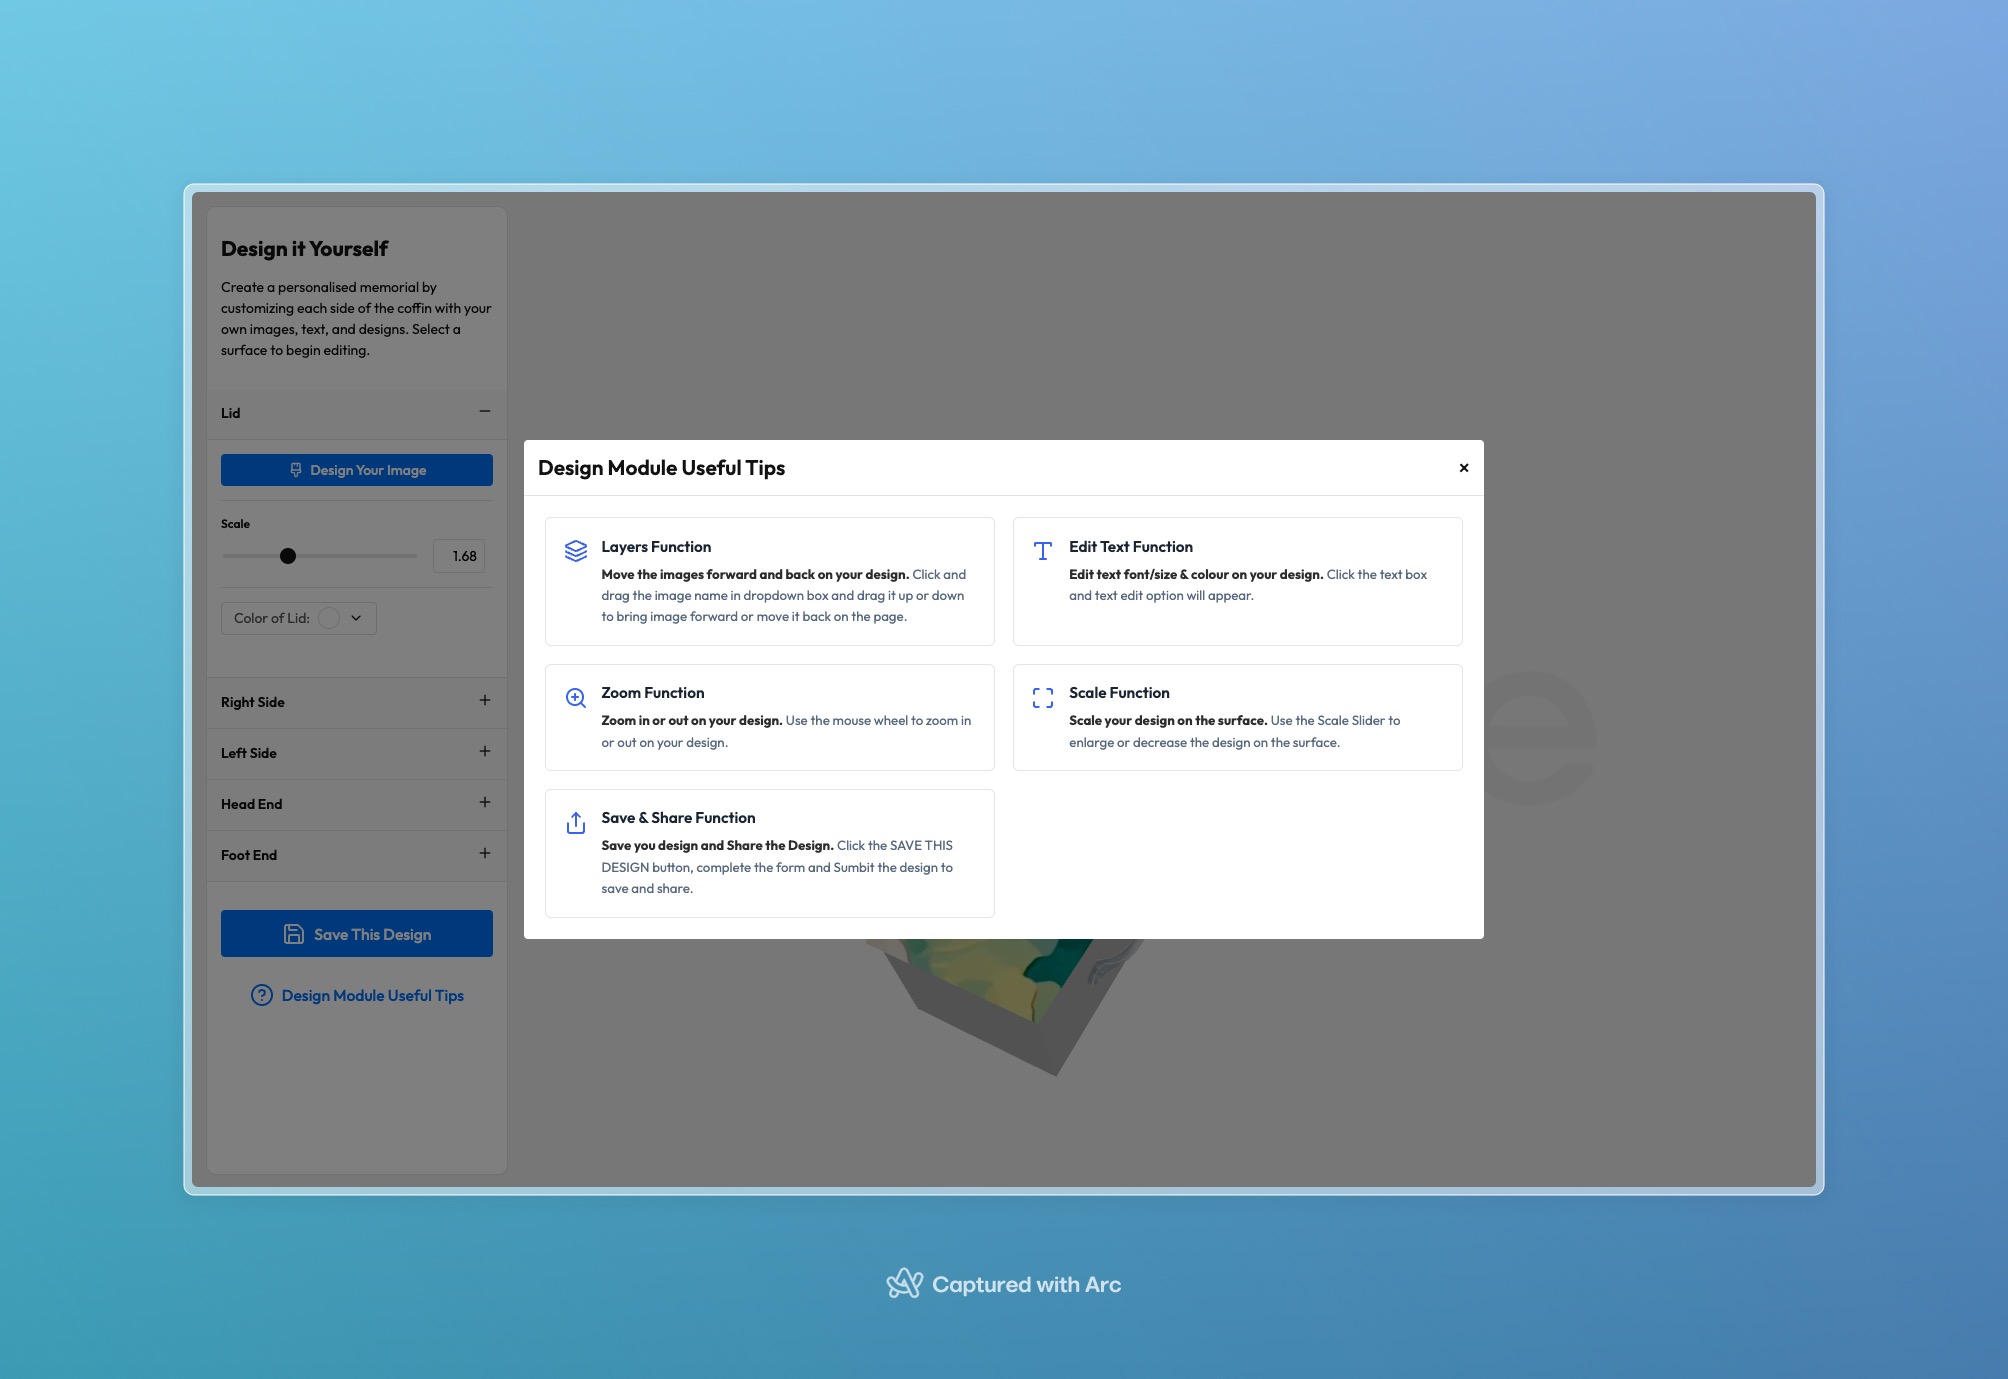 Design it Yourself
Create a personalised memorial by
customizing each side of the coffin with your
own images, text, and designs. Select a
surface to begin editing.
Lid
Design Your Image
Scale
1.68
Color of Lid:
Right Side
Left Side
Head End
Foot End
Save This Design
Design Module Useful Tips
Design Module Useful Tips
Layers Function
Move the images forward and back on your design. Click and
drag the image name in dropdown box and drag it up or down
to bring image forward or move it back on the page.
Edit Text Function
Edit text font/size & colour on your design. Click the text box
and text edit option will appear.
Zoom Function
Zoom in or out on your design. Use the mouse wheel to zoom in
or out on your design.
Scale Function
Scale your design on the surface. Use the Scale Slider to
enlarge or decrease the design on the surface.
Save & Share Function
Save you design and Share the Design. Click the SAVE THIS
DESIGN button, complete the form and Sumbit the design to
save and share.
e
Captured with Arc